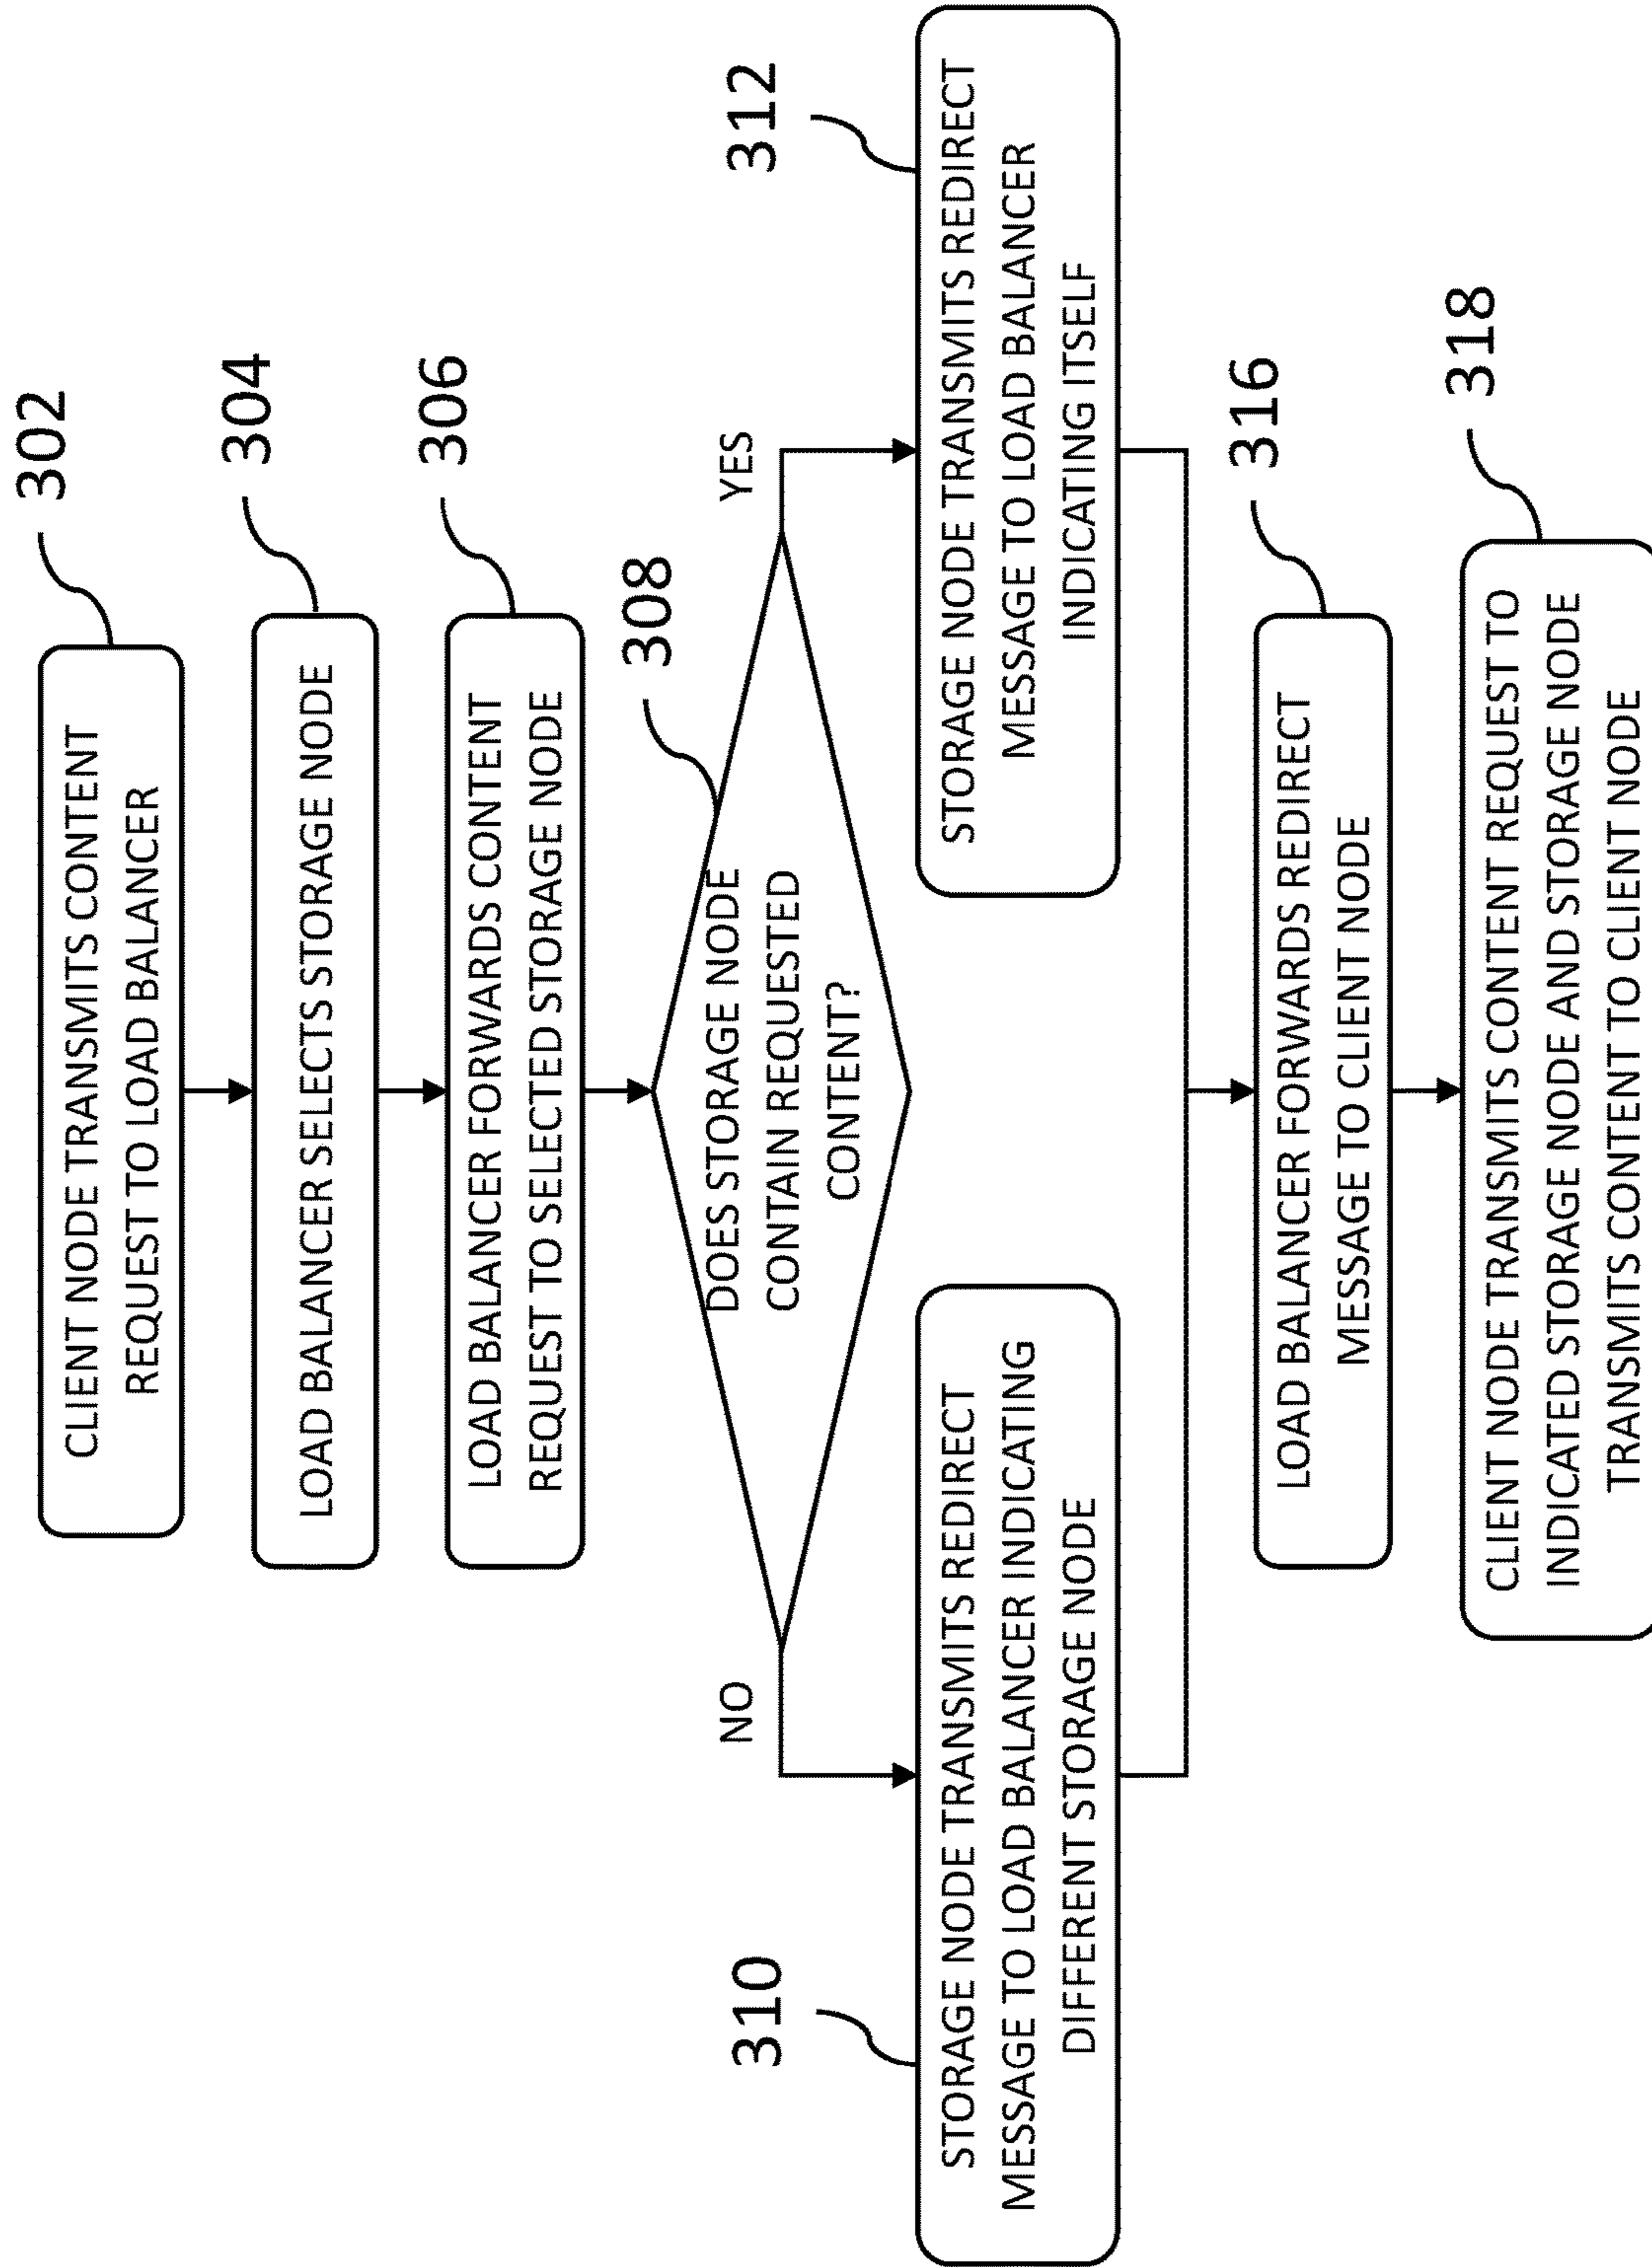 302
CLIENT NODE TRANSMITS CONTENT
REQUEST TO LOAD BALANCER
304
LOAD BALANCER SELECTS STORAGE NODE
306
LOAD BALANCER FORWARDS CONTENT
REQUEST TO SELECTED STORAGE NODE
308
DOES STORAGE NODE
CONTAIN REQUESTED
CONTENT?
NO
YES
310
STORAGE NODE TRANSMITS REDIRECT
MESSAGE TO LOAD BALANCER INDICATING
DIFFERENT STORAGE NODE
312
STORAGE NODE TRANSMITS REDIRECT
MESSAGE TO LOAD BALANCER
INDICATING ITSELF
316
LOAD BALANCER FORWARDS REDIRECT
MESSAGE TO CLIENT NODE
318
CLIENT NODE TRANSMITS CONTENT REQUEST TO
INDICATED STORAGE NODE AND STORAGE NODE
TRANSMITS CONTENT TO CLIENT NODE